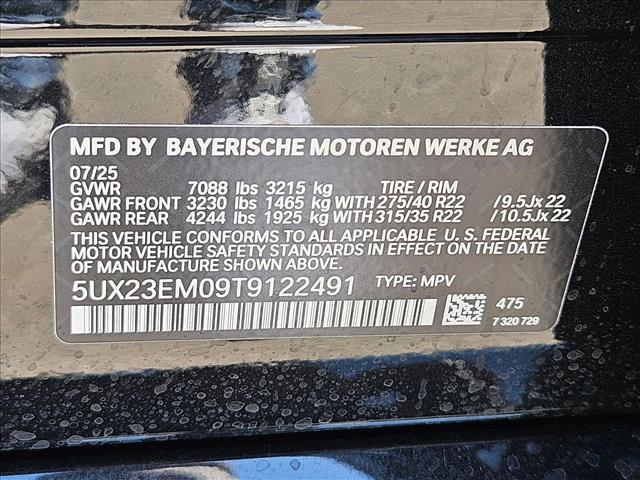 MFD BY BAYERISCHE MOTOREN WERKE AG
07/25
GVWR 7088 lbs 3215 kg TIRE / RIM
GAWR FRONT 3230 lbs 1465 kg WITH 275/40 R22 /9.5Jx 22
GAWR REAR 4244 lbs 1925 kg WITH 315/35 R22 /10.5Jx 22
THIS VEHICLE CONFORMS TO ALL APPLICABLE U. S. FEDERAL
MOTOR VEHICLE SAFETY STANDARDS IN EFFECT ON THE DATE OF
MANUFACTURE SHOWN ABOVE.
5UX23EM09T9122491 TYPE: MPV
475
7 320 729